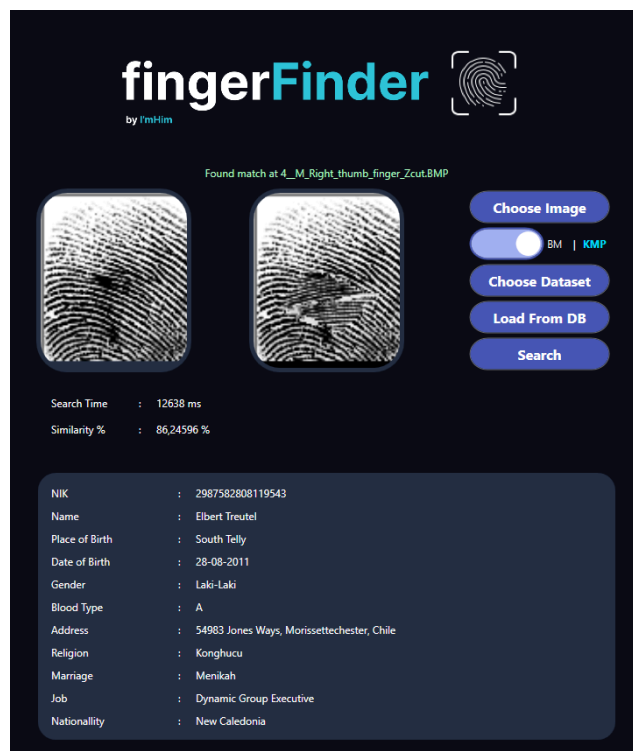 fingerFinder
by I'mHim
Found match at 4__M_Right_thumb_finger_Zcut.BMP
Choose Image
BM | KMP
Choose Dataset
Load From DB
Search
Search Time : 12638 ms
Similarity % : 86,24596 %
NIK : 2987582808119543
Name : Elbert Treutel
Place of Birth : South Telly
Date of Birth : 28-08-2011
Gender : Laki-Laki
Blood Type : A
Address : 54983 Jones Ways, Morissettechester, Chile
Religion : Konghucu
Marriage : Menikah
Job : Dynamic Group Executive
Nationallity : New Caledonia